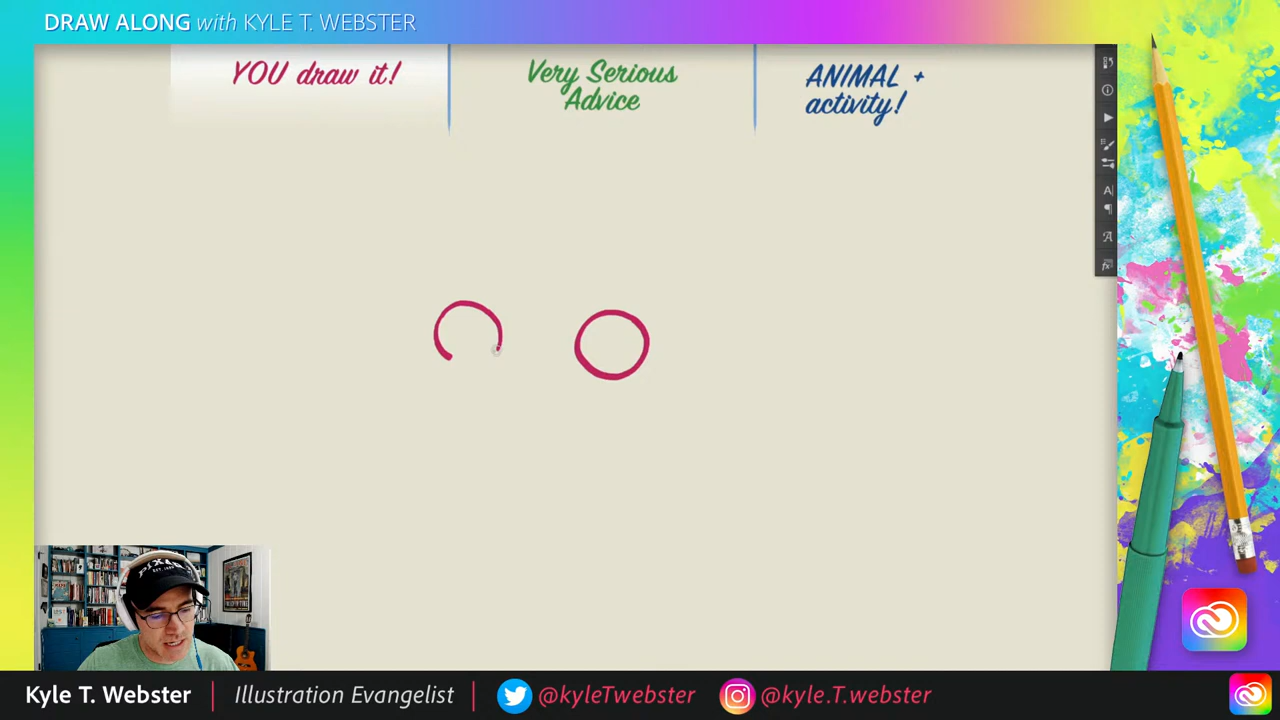 DRAW ALONG with KYLE T. WEBSTER
YOU draw it!
Very Serious
Advice
ANIMAL +
activity!
PIXAR
Kyle T. Webster | Illustration Evangelist @kyleTwebster @kyle.T.webster